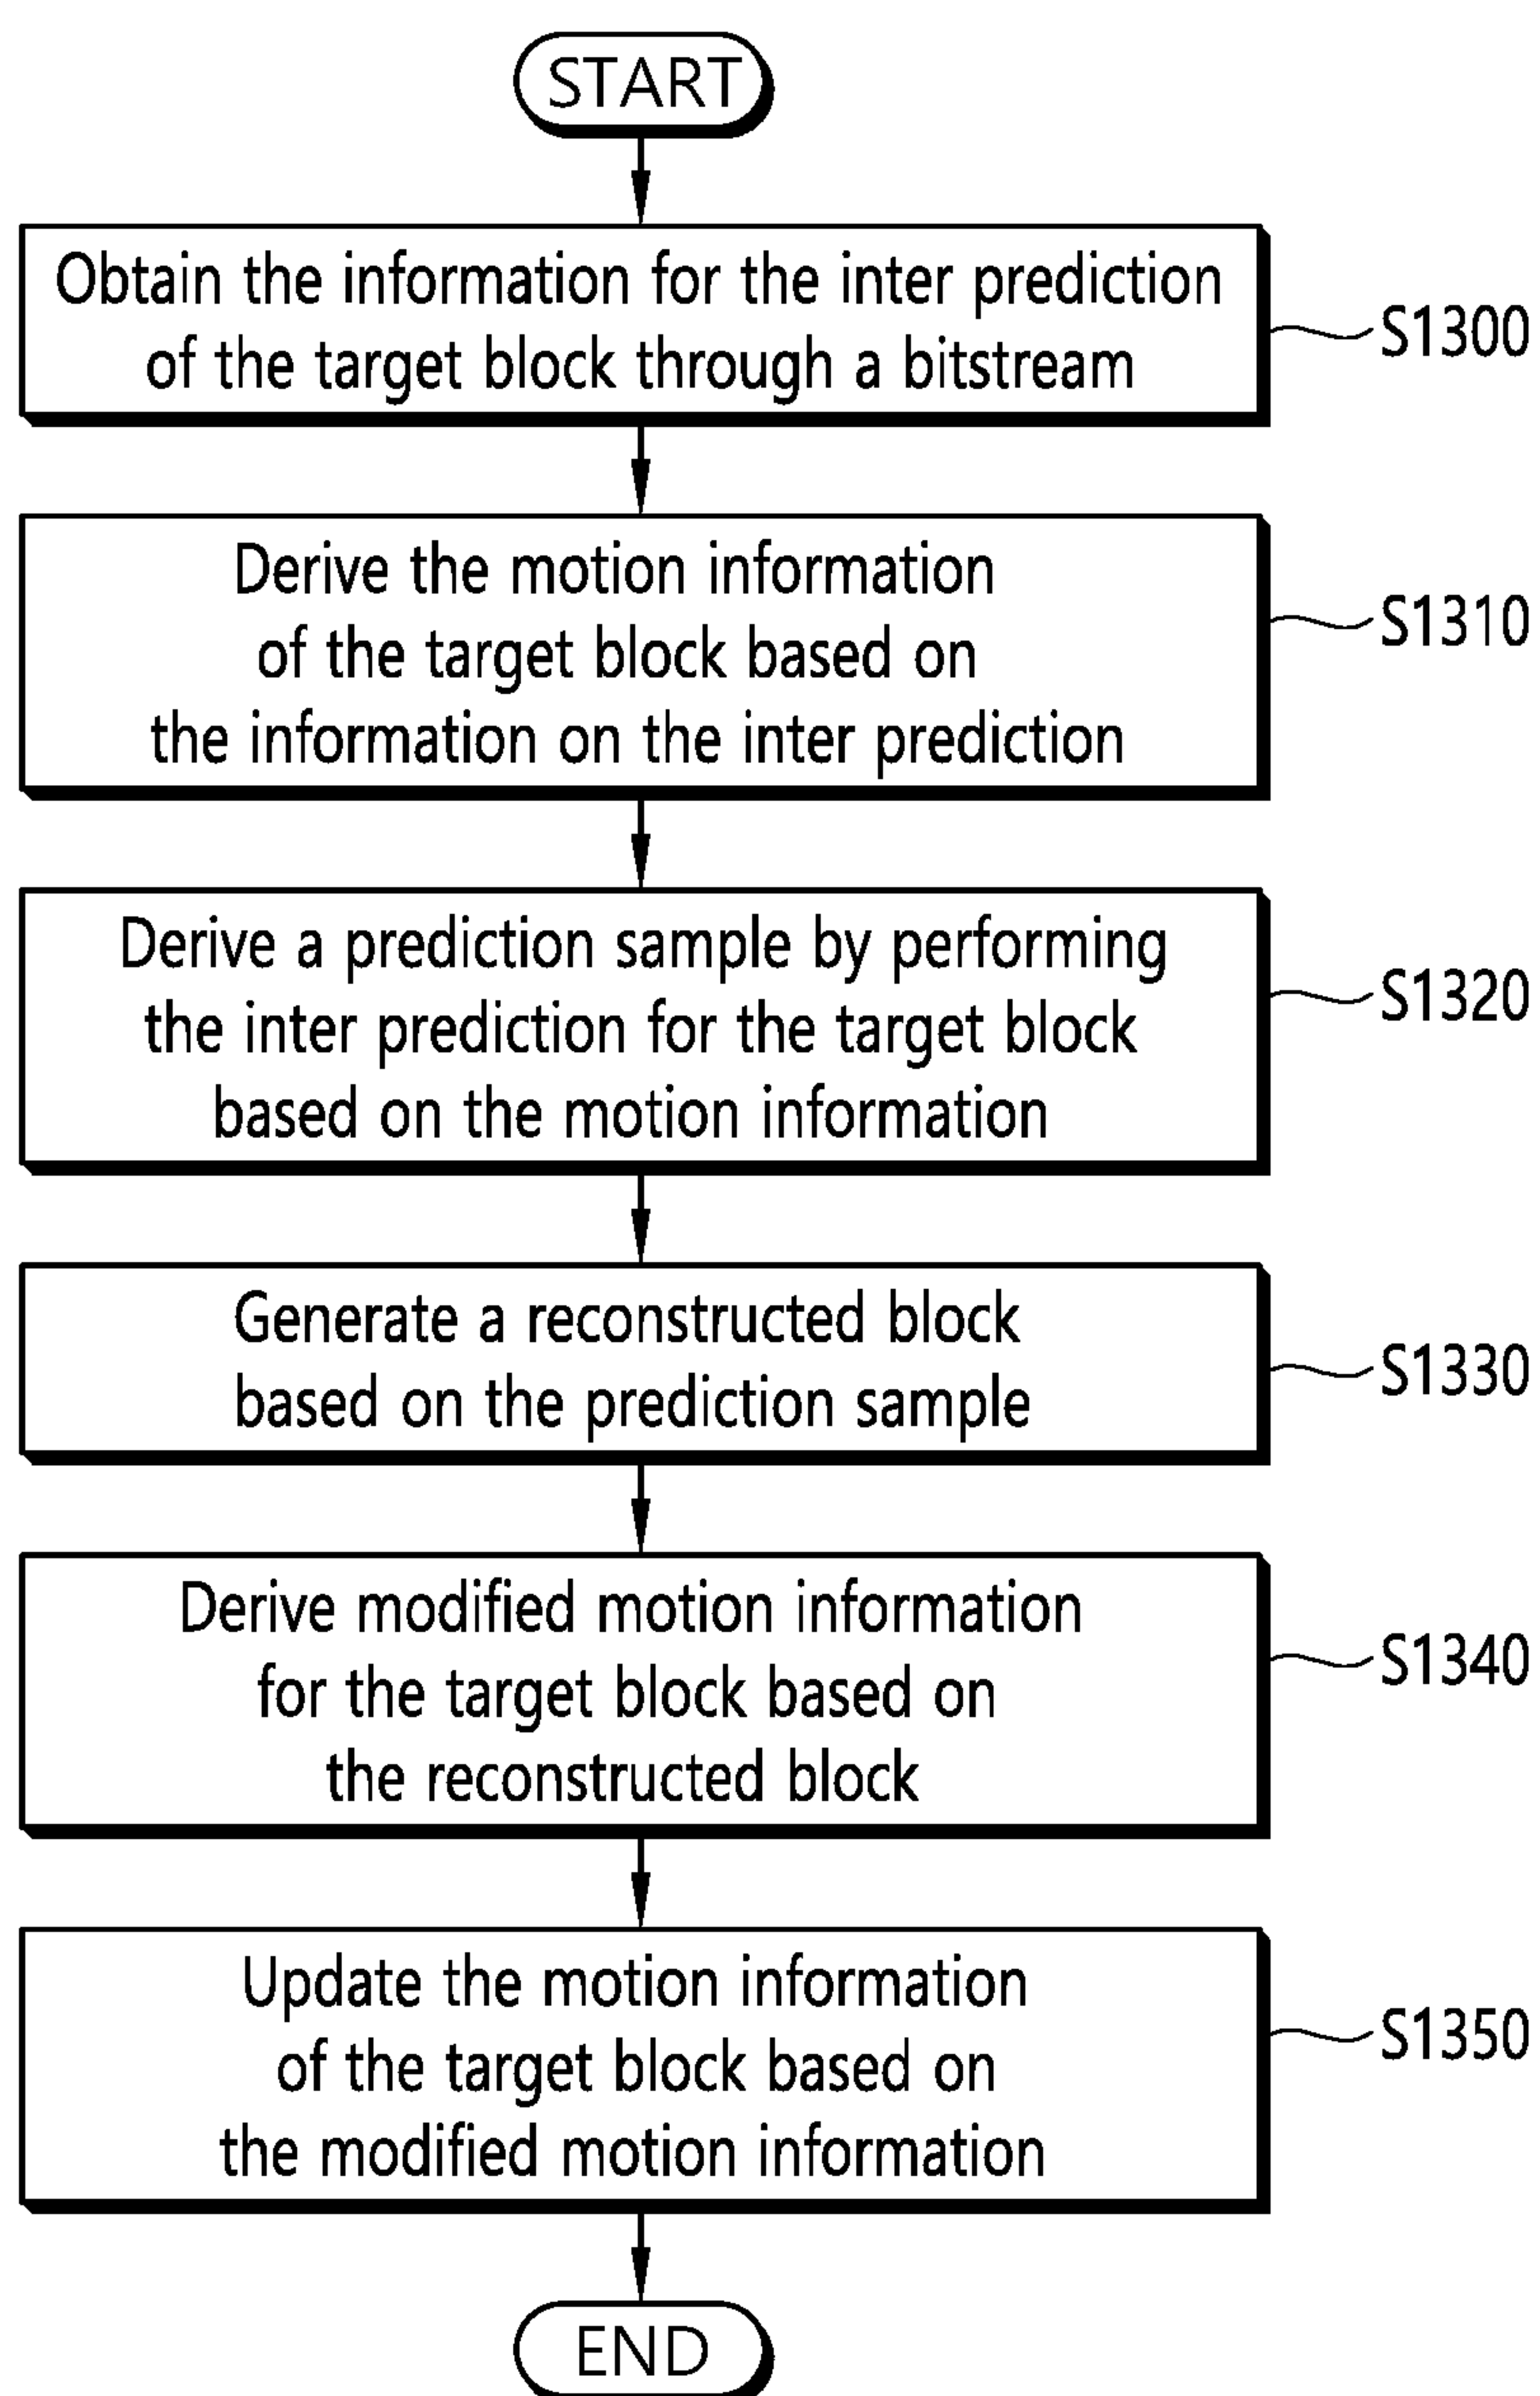 START
Obtain the information for the inter prediction
of the target block through a bitstream
S1300
Derive the motion information
of the target block based on
the information on the inter prediction
S1310
Derive a prediction sample by performing
the inter prediction for the target block
based on the motion information
S1320
Generate a reconstructed block
based on the prediction sample
S1330
Derive modified motion information
for the target block based on
the reconstructed block
S1340
Update the motion information
of the target block based on
the modified motion information
S1350
END